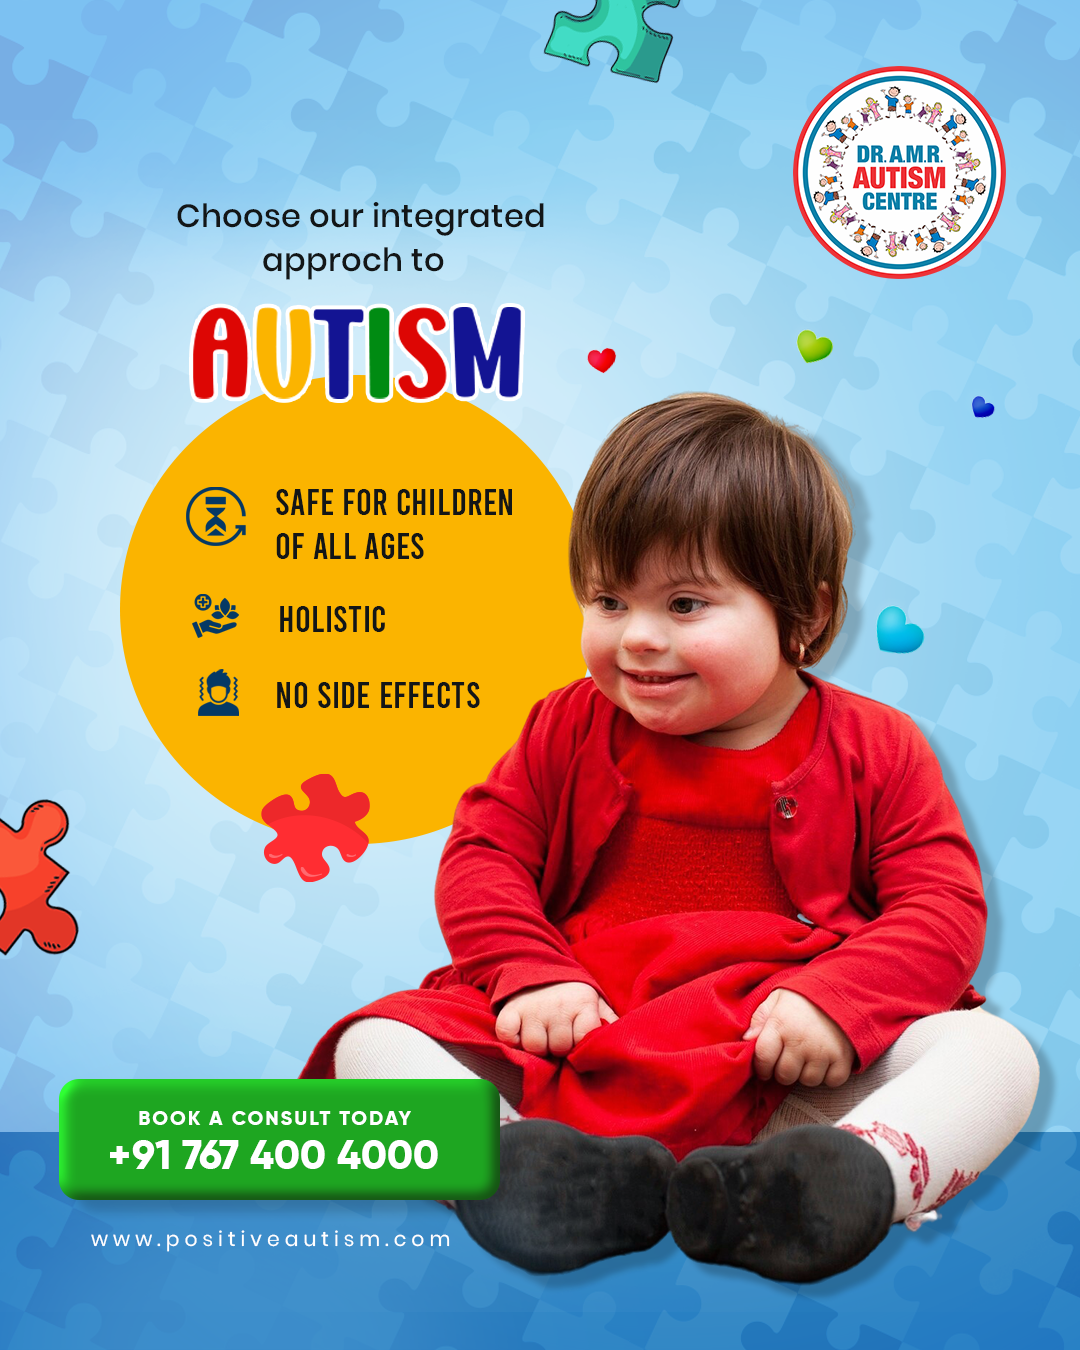 DR. A.M.R.
AUTISM
CENTRE
Choose our integrated
approch to
AUTISM
SAFE FOR CHILDREN
OF ALL AGES
HOLISTIC
NO SIDE EFFECTS
BOOK A CONSULT TODAY
+91 767 400 4000
www.positiveautism.com